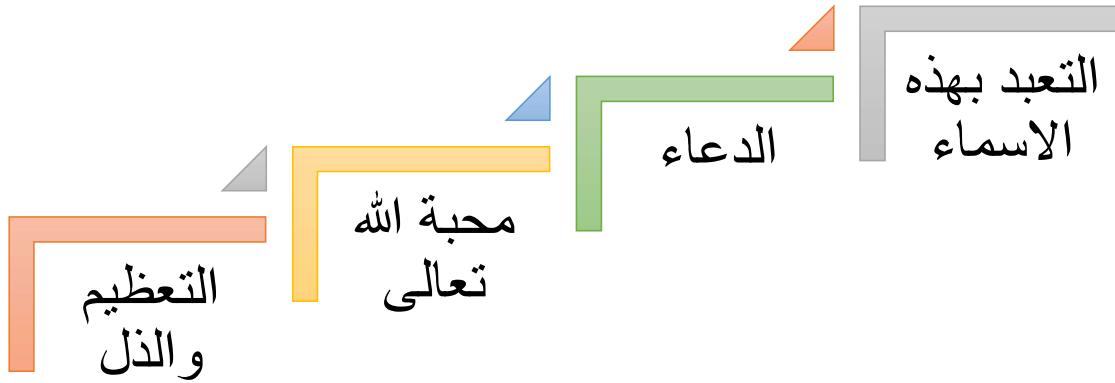 التعبد بهذه
الاسماء
الدعاء
محبة الله
تعالى
التعظيم
والذل